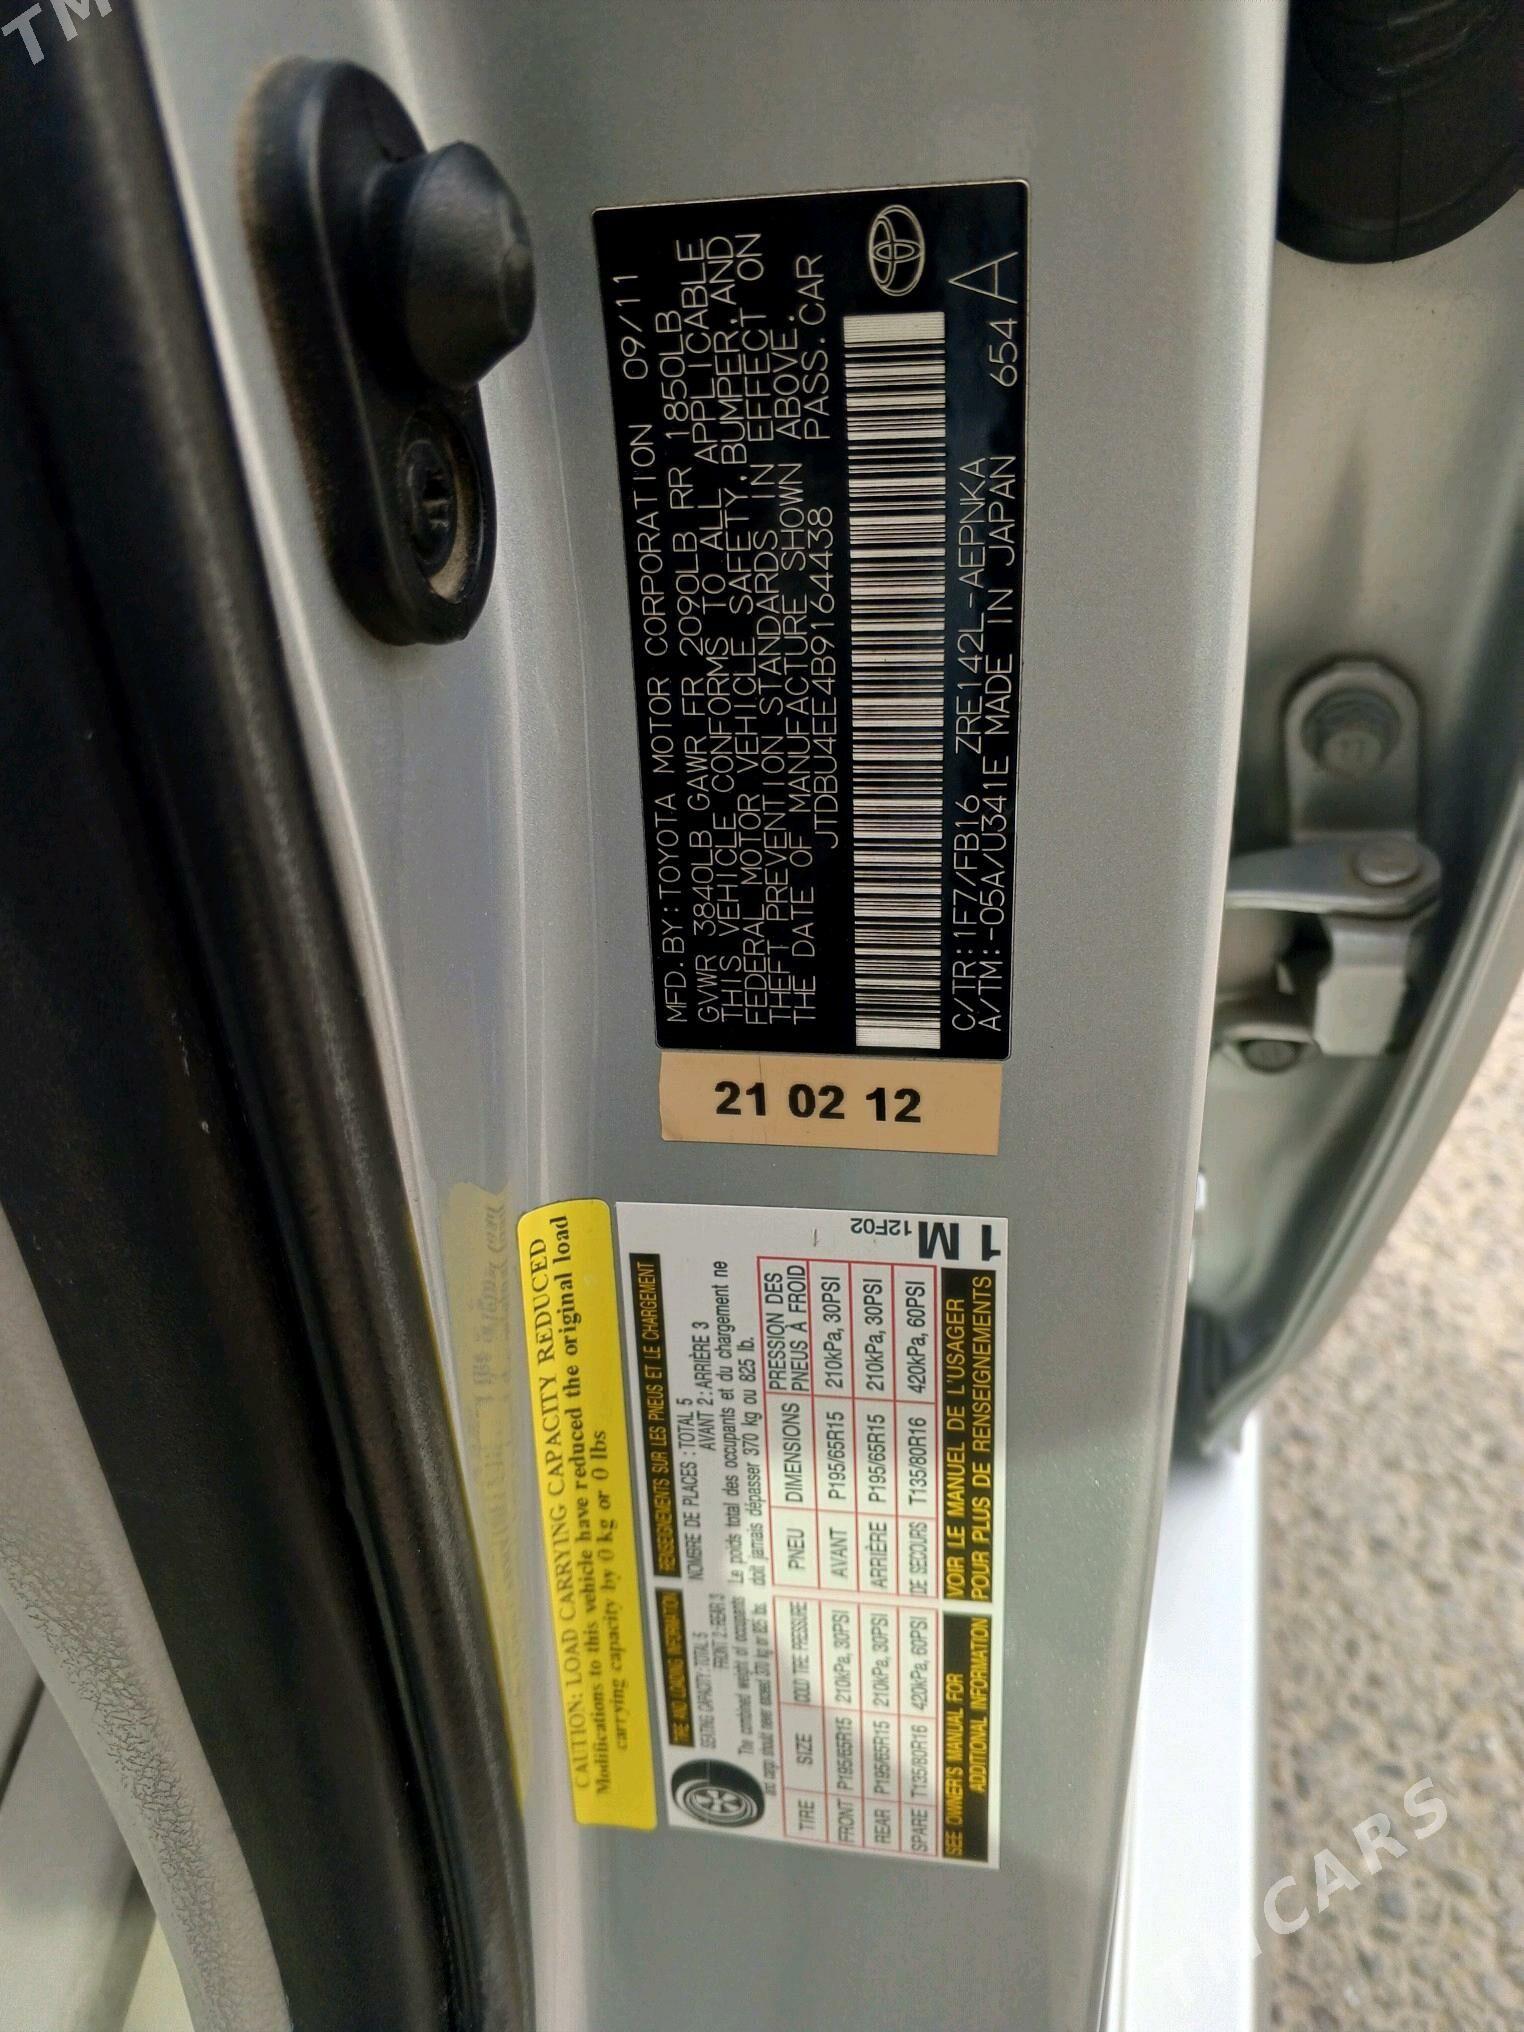 MFD.BY:TOYOTA MOTOR CORPORATION 09/11
GVWR 3840LB GAWR FR 2090LB RR 1850LB
THIS VEHICLE CONFORMS TO ALL APPLICABLE
FEDERAL MOTOR VEHICLE SAFETY, BUMPER, AND
THEFT PREVENTION STANDARDS IN EFFECT ON
THE DATE OF MANUFACTURE SHOWN ABOVE.
JTDBU4EE4B9164438 PASS.CAR
C/TR:1F7/FB16 ZRE142L-AEPNKA 654 A
A/TM:-05A/U341E MADE IN JAPAN
21 02 12
CAUTION: LOAD CARRYING CAPACITY REDUCED
Modifications to this vehicle have reduced the original load
carrying capacity by 0 kg or 0 lbs
TIRE AND LOADING INFORMATION
SEATING CAPACITY: TOTAL 5
FRONT 2: REAR 3
The combined weight of occupants
and cargo should never exceed 370 kg or 825 lbs.
TIRE SIZE COLD TIRE PRESSURE
FRONT P195/65R15 210kPa, 30PSI
REAR P195/65R15 210kPa, 30PSI
SPARE T135/80R16 420kPa, 60PSI
SEE OWNER'S MANUAL FOR
ADDITIONAL INFORMATION
RENSEIGNEMENTS SUR LES PNEUS ET LE CHARGEMENT
NOMBRE DE PLACES : TOTAL 5
AVANT 2 : ARRIÈRE 3
Le poids total des occupants et du chargement ne
doit jamais dépasser 370 kg ou 825 lb.
PNEU DIMENSIONS PRESSION DES
PNEUS À FROID
AVANT P195/65R15 210kPa, 30PSI
ARRIÈRE P195/65R15 210kPa, 30PSI
DE SECOURS T135/80R16 420kPa, 60PSI
VOIR LE MANUEL DE L'USAGER
POUR PLUS DE RENSEIGNEMENTS
12F02
1M
TMCARS